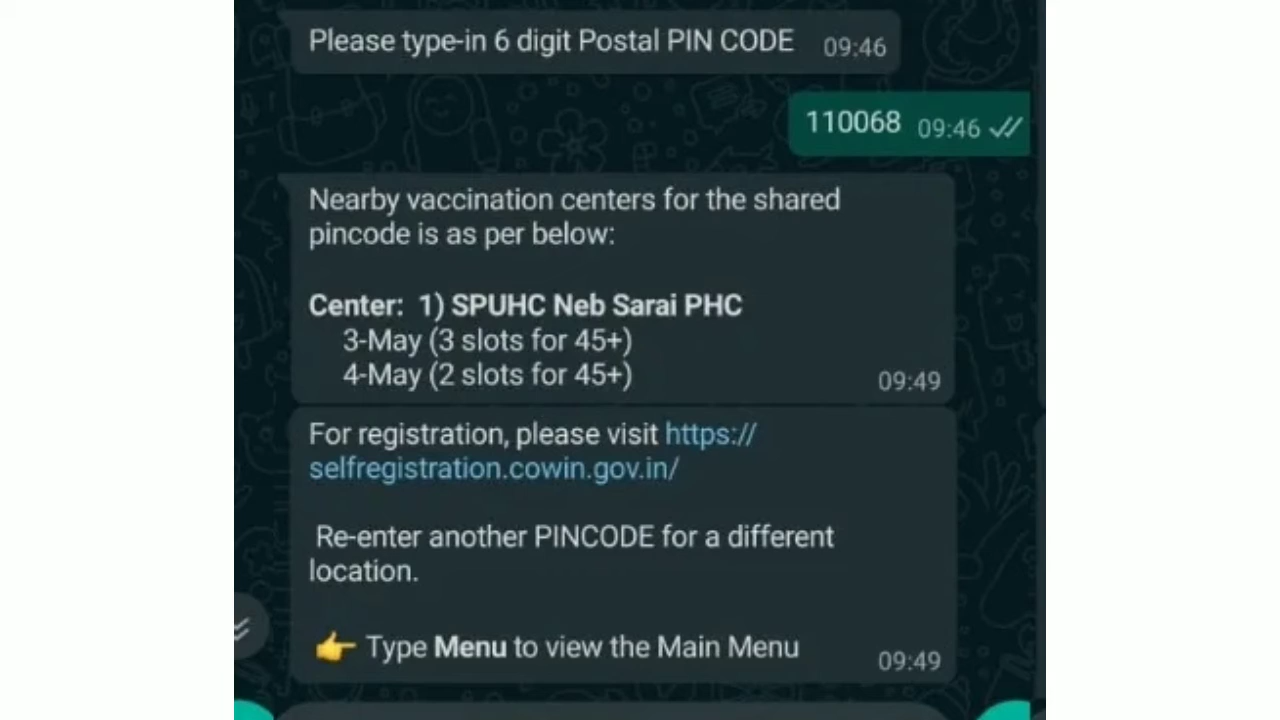 Please type-in 6 digit Postal PIN CODE 09:46
110068 09:46
Nearby vaccination centers for the shared
pincode is as per below:
Center: 1) SPUHC Neb Sarai PHC
3-May (3 slots for 45+)
4-May (2 slots for 45+) 09:49
For registration, please visit https://
selfregistration.cowin.gov.in/
Re-enter another PINCODE for a different
location.
👉 Type Menu to view the Main Menu 09:49